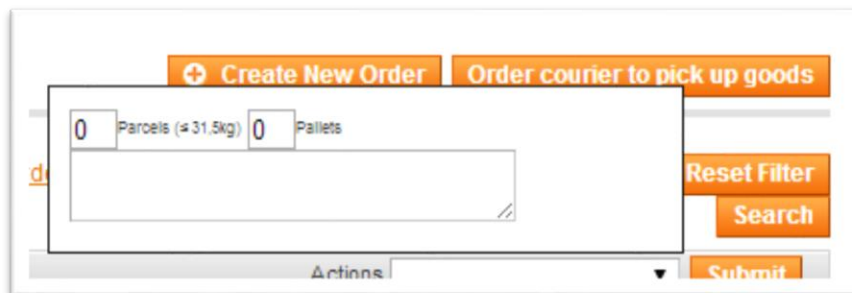 Create New Order Order courier to pick up goods
0 Parcels (≤ 31,5kg) 0 Pallets
Reset Filter
Search
Actions Submit